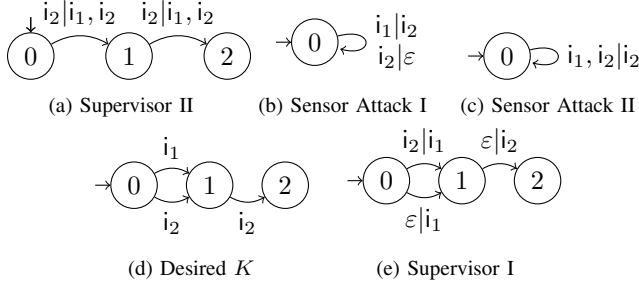 i₂|i₁, i₂ i₂|i₁, i₂
0 1 2
(a) Supervisor II
i₁|i₂
0
i₂|ε
(b) Sensor Attack I
0
i₁, i₂|i₂
(c) Sensor Attack II
i₁
0 1 2
i₂ i₂
(d) Desired K
i₂|i₁ ε|i₂
0 1 2
ε|i₁
(e) Supervisor I